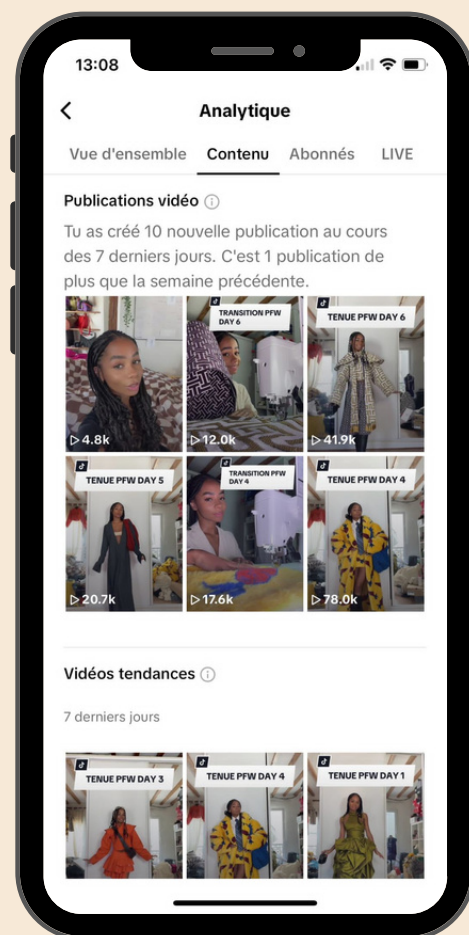 13:08
Analytique
Vue d'ensemble Contenu Abonnés LIVE
Publications vidéo
Tu as créé 10 nouvelle publication au cours
des 7 derniers jours. C'est 1 publication de
plus que la semaine précédente.
TRANSITION PFW
DAY 6
TENUE PFW DAY 6
4.8k
12.0k
41.9k
TENUE PFW DAY 5
TRANSITION PFW
DAY 4
TENUE PFW DAY 4
20.7k
17.6k
78.0k
Vidéos tendances
7 derniers jours
TENUE PFW DAY 3
TENUE PFW DAY 4
TENUE PFW DAY 1